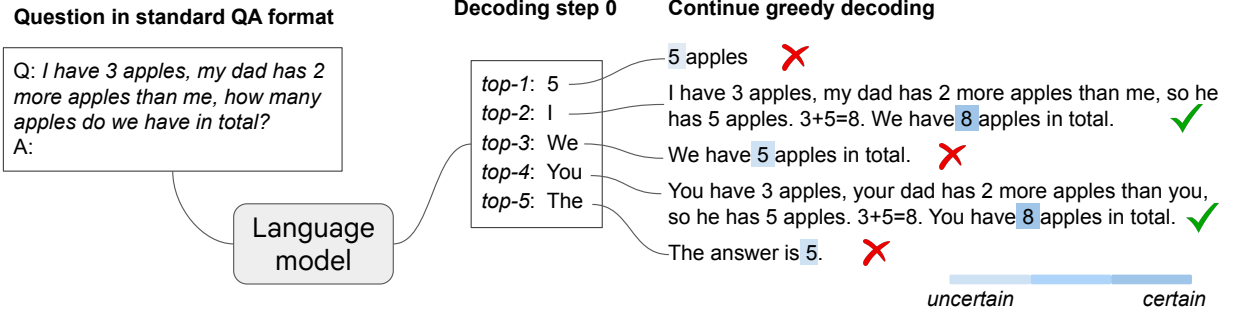 Question in standard QA format
Q: I have 3 apples, my dad has 2
more apples than me, how many
apples do we have in total?
A:
Language
model
Decoding step 0
top-1: 5
top-2: I
top-3: We
top-4: You
top-5: The
Continue greedy decoding
5 apples
I have 3 apples, my dad has 2 more apples than me, so he
has 5 apples. 3+5=8. We have 8 apples in total.
We have 5 apples in total.
You have 3 apples, your dad has 2 more apples than you,
so he has 5 apples. 3+5=8. You have 8 apples in total.
The answer is 5.
uncertain
certain